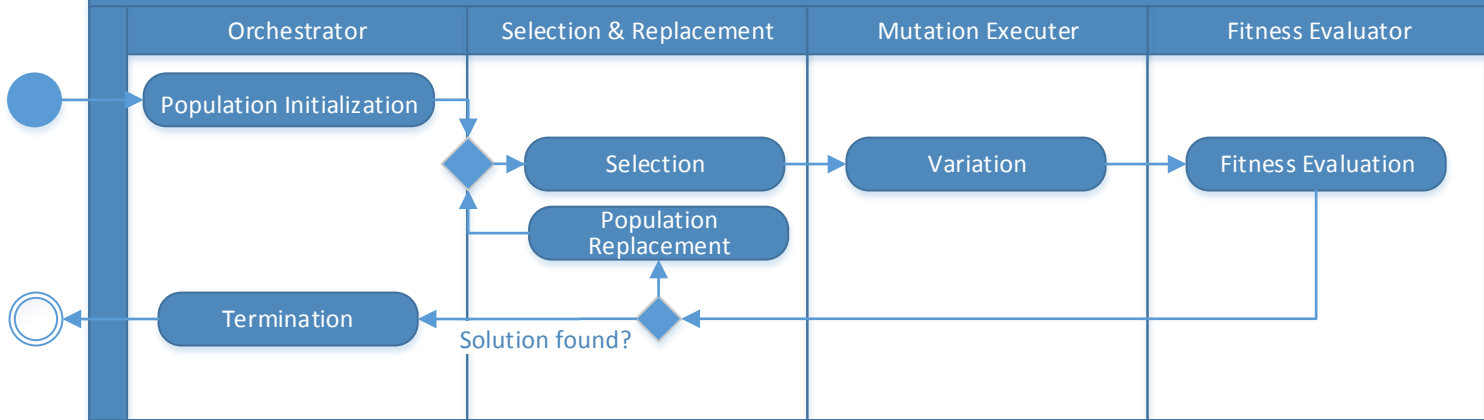 Orchestrator
Selection & Replacement
Mutation Executer
Fitness Evaluator
Population Initialization
Selection
Variation
Fitness Evaluation
Population
Replacement
Termination
Solution found?